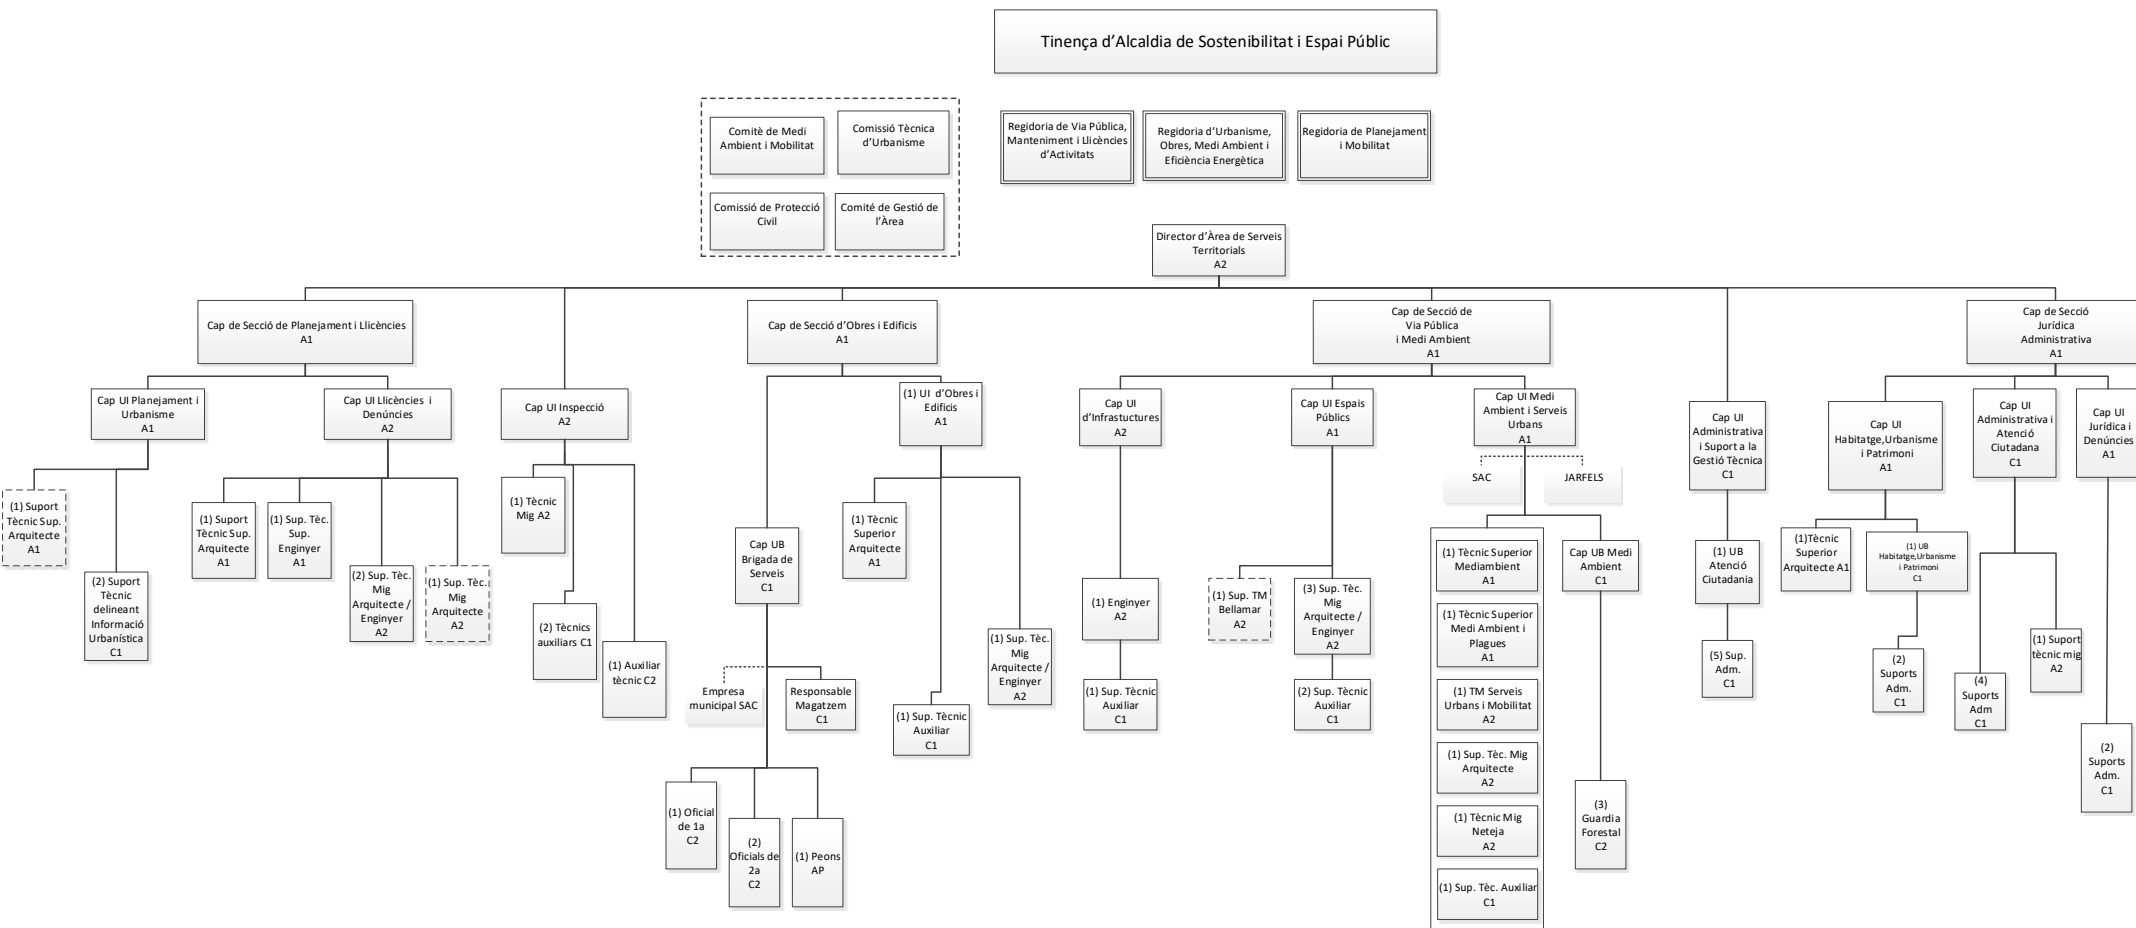 Tinença d’Alcaldia de Sostenibilitat i Espai Públic
Comitè de Medi
Ambient i Mobilitat
Comissió Tècnica
d’Urbanisme
Comissió de Protecció
Civil
Comité de Gestió de
l’Àrea
Regidoria de Via Pública,
Manteniment i Llicències
d’Activitats
Regidoria d’Urbanisme,
Obres, Medi Ambient i
Eficiència Energètica
Regidoria de Planejament
i Mobilitat
Director d’Àrea de Serveis
Territorials
A2
Cap de Secció de Planejament i Llicències
A1
Cap UI Planejament i
Urbanisme
A1
(1) Suport
Tècnic Sup.
Arquitecte
A1
(2) Suport
Tècnic
delineant
Informació
Urbanística
C1
Cap UI Llicències i
Denúncies
A2
(1) Suport
Tècnic Sup.
Arquitecte
A1
(1) Sup. Tèc.
Sup.
Enginyer
A1
(2) Sup. Tèc.
Mig
Arquitecte /
Enginyer
A2
(1) Sup. Tèc.
Mig
Arquitecte
A2
Cap UI Inspecció
A2
(1) Tècnic
Mig A2
(2) Tècnics
auxiliars C1
(1) Auxiliar
tècnic C2
Cap de Secció d’Obres i Edificis
A1
Cap UB
Brigada de
Serveis
C1
Empresa
municipal SAC
Responsable
Magatzem
C1
(1) Oficial
de 1a
C2
(2)
Oficials de
2a
C2
(1) Peons
AP
(1) UI d’Obres i
Edificis
A1
(1) Tècnic
Superior
Arquitecte
A1
(1) Sup. Tècnic
Auxiliar
C1
(1) Sup. Tèc.
Mig
Arquitecte /
Enginyer
A2
Cap de Secció de
Via Pública
i Medi Ambient
A1
Cap UI
d’Infrastuctures
A2
(1) Enginyer
A2
(1) Sup. Tècnic
Auxiliar
C1
Cap UI Espais
Públics
A1
(1) Sup. TM
Bellamar
A2
(3) Sup. Tèc.
Mig
Arquitecte /
Enginyer
A2
(2) Sup. Tècnic
Auxiliar
C1
Cap UI Medi
Ambient i Serveis
Urbans
A1
SAC
JARFELS
(1) Tècnic Superior
Mediambient
A1
(1) Tècnic Superior
Medi Ambient i
Plagues
A1
(1) TM Serveis
Urbans i Mobilitat
A2
(1) Sup. Tèc. Mig
Arquitecte
A2
(1) Tècnic Mig
Neteja
A2
(1) Sup. Tèc. Auxiliar
C1
Cap UB Medi
Ambient
C1
(3)
Guardia
Forestal
C2
Cap UI
Administrativa
i Suport a la
Gestió Tècnica
C1
(1) UB
Atenció
Ciutadania
(5) Sup.
Adm.
C1
Cap de Secció
Jurídica
Administrativa
A1
Cap UI
Habitatge,Urbanisme
i Patrimoni
A1
(1)Tècnic
Superior
Arquitecte A1
(1) UB
Habitatge,Urbanisme
i Patrimoni
C1
(2)
Suports
Adm.
C1
Cap UI
Administrativa i
Atenció
Ciutadana
C1
(4)
Suports
Adm
C1
(1) Suport
tècnic mig
A2
Cap UI
Jurídica i
Denúncies
A1
(2)
Suports
Adm.
C1